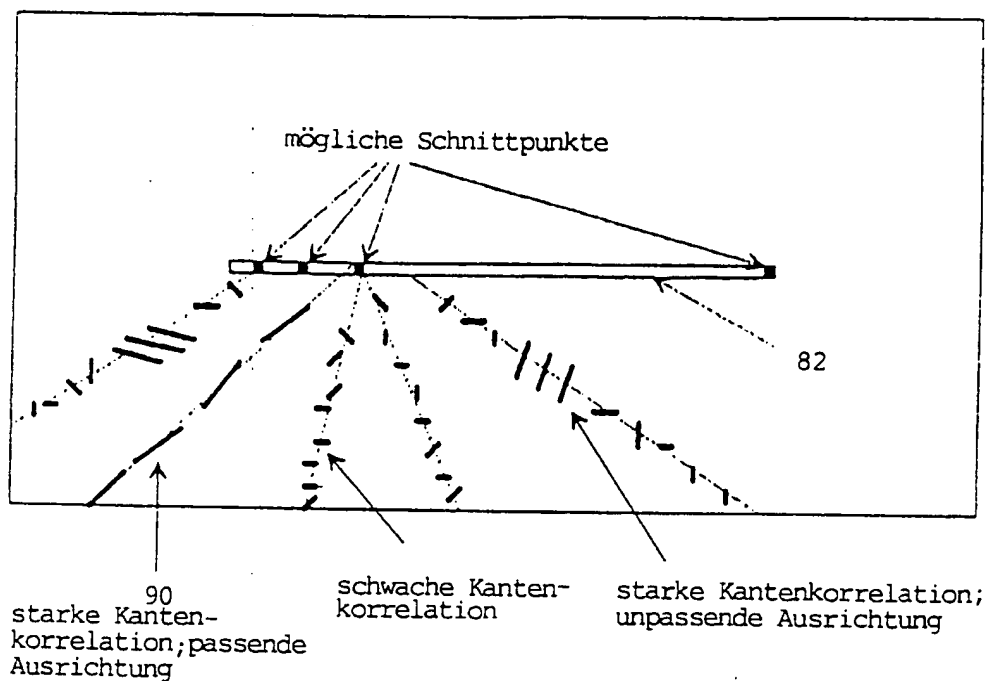 mögliche Schnittpunkte
82
90
starke Kanten-
korrelation;passende
Ausrichtung
schwache Kanten-
korrelation
starke Kantenkorrelation;
unpassende Ausrichtung